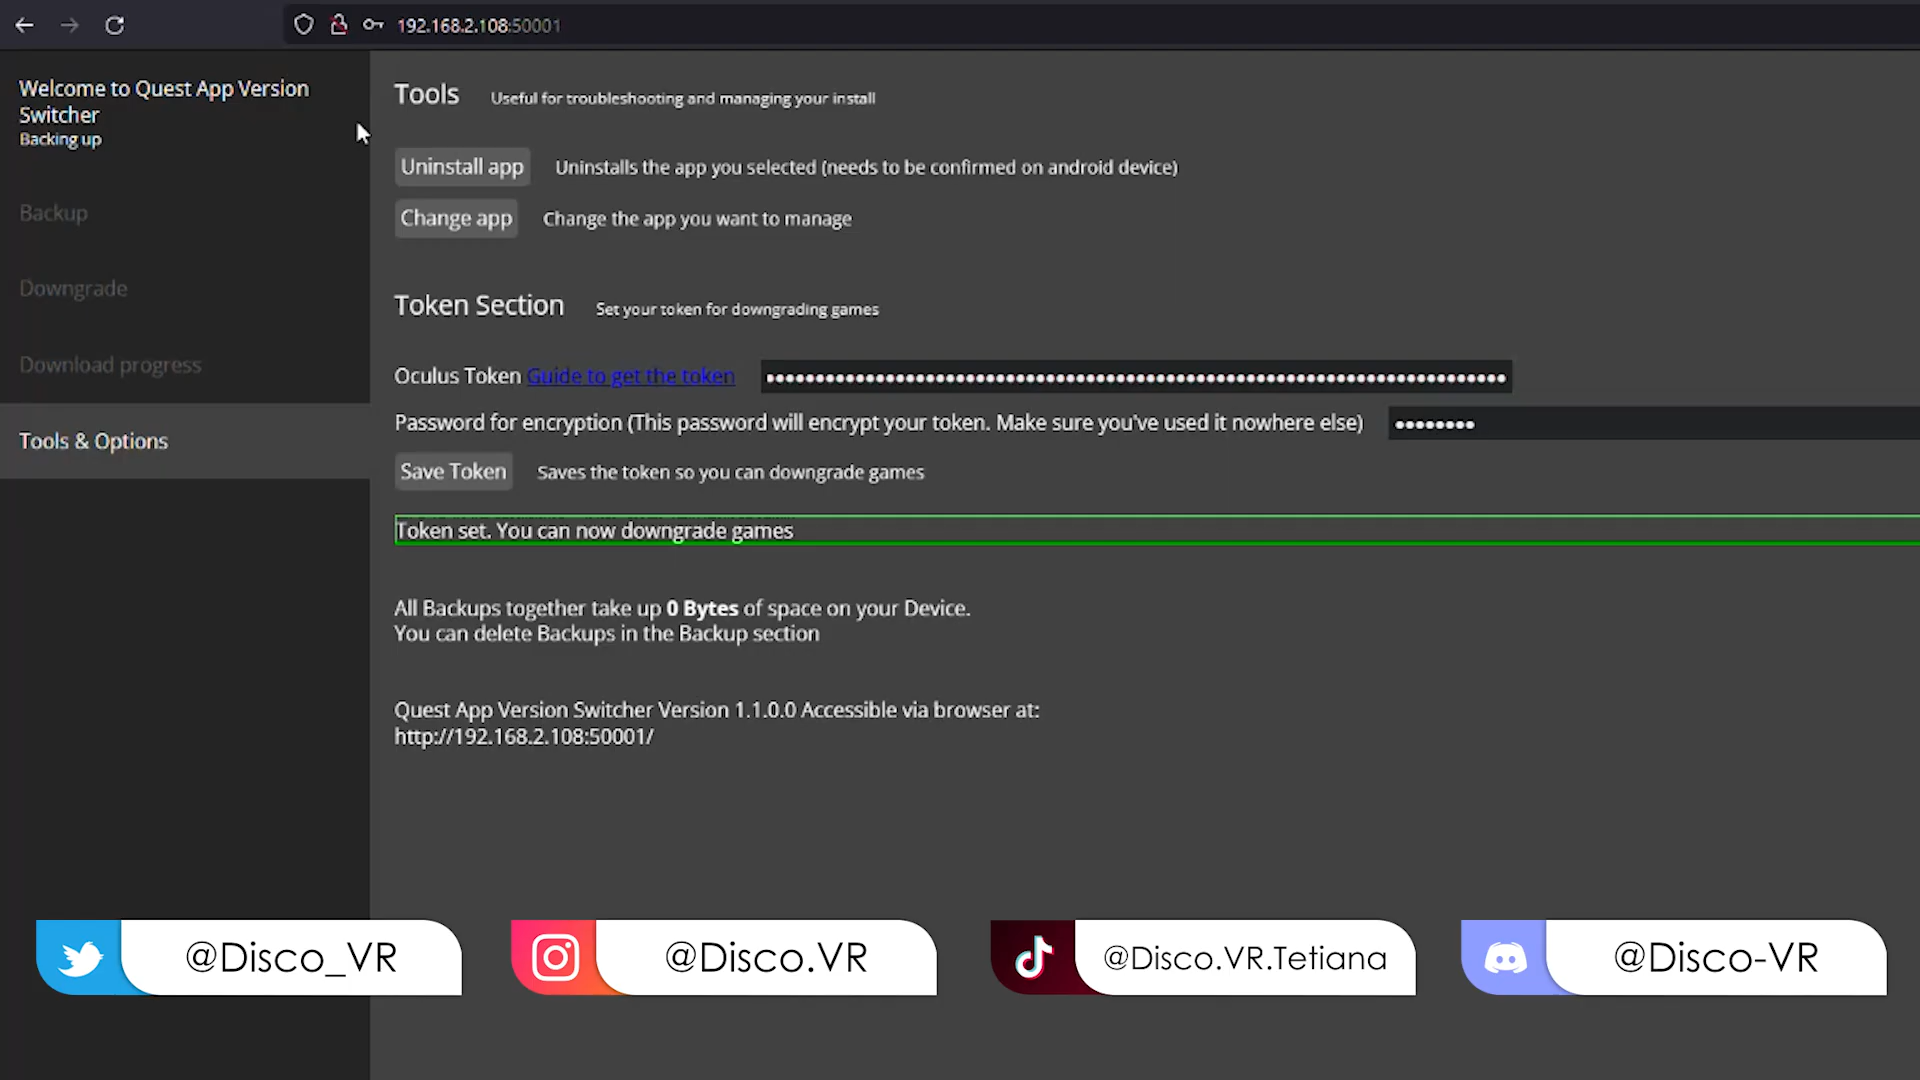 192.168.2.108:50001
Welcome to Quest App Version
Switcher
Backing up
Backup
Downgrade
Download progress
Tools & Options
Tools Useful for troubleshooting and managing your install
Uninstall app Uninstalls the app you selected (needs to be confirmed on android device)
Change app Change the app you want to manage
Token Section Set your token for downgrading games
Oculus Token Guide to get the token
Password for encryption (This password will encrypt your token. Make sure you've used it nowhere else)
Save Token Saves the token so you can downgrade games
Token set. You can now downgrade games
All Backups together take up 0 Bytes of space on your Device.
You can delete Backups in the Backup section
Quest App Version Switcher Version 1.1.0.0 Accessible via browser at:
http://192.168.2.108:50001/
@Disco_VR
@Disco.VR
@Disco.VR.Tetiana
@Disco-VR